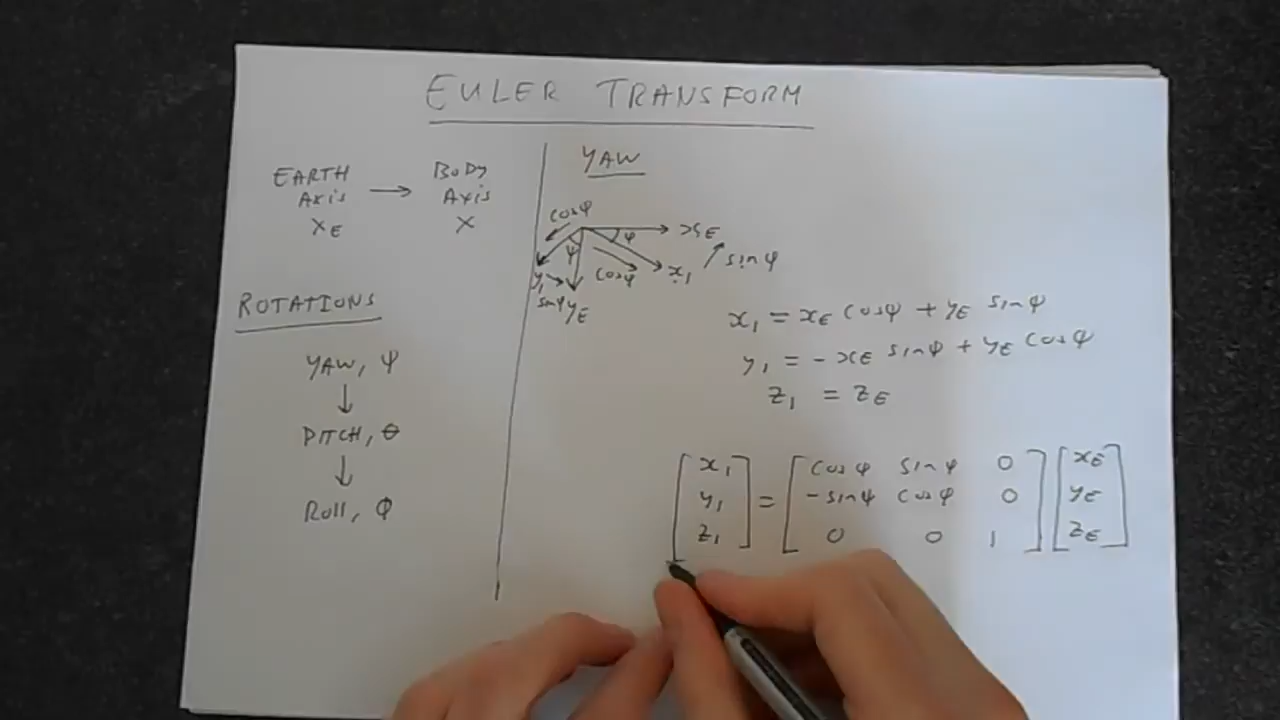 EULER TRANSFORM
EARTH
AXIS
XE
→
BODY
AXIS
X
ROTATIONS
YAW, ψ
↓
PITCH, θ
↓
Roll, Φ
YAW
cosψ
ψ
xE
ψ
x1
sinψ
cosψ
y1
sinψ
yE
x1 = xE cosψ + yE sinψ
y1 = -xE sinψ + yE cosψ
z1 = zE
[x1] = [cosψ sinψ 0] [xE]
[y1] [-sinψ cosψ 0] [yE]
[z1] [0 0 1] [zE]